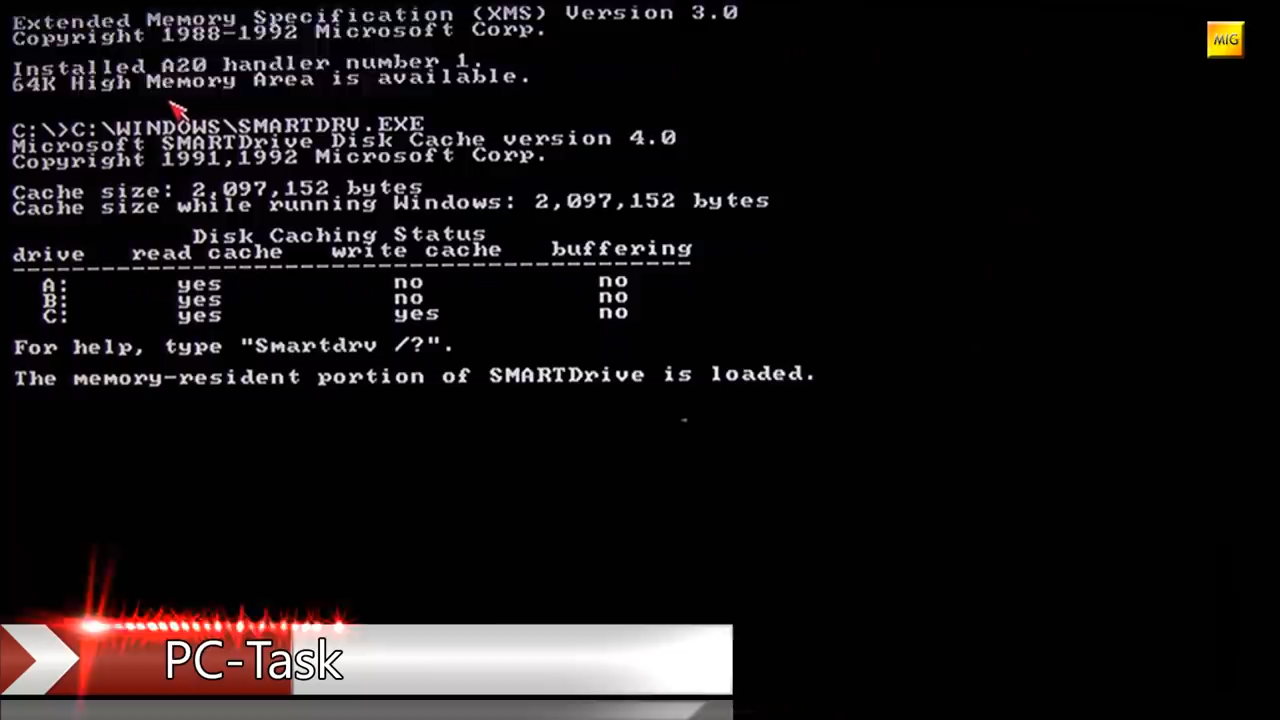 Extended Memory Specification (XMS) Version 3.0
Copyright 1988-1992 Microsoft Corp.
Installed A20 handler number 1.
64K High Memory Area is available.
C:\>C:\WINDOWS\SMARTDRV.EXE
Microsoft SMARTDrive Disk Cache version 4.0
Copyright 1991,1992 Microsoft Corp.
Cache size: 2,097,152 bytes
Cache size while running Windows: 2,097,152 bytes
Disk Caching Status
drive read cache write cache buffering
----------------------------------------------
A: yes no no
B: yes no no
C: yes yes no
For help, type "Smartdrv /?".
The memory-resident portion of SMARTDrive is loaded.
MIG
PC-Task